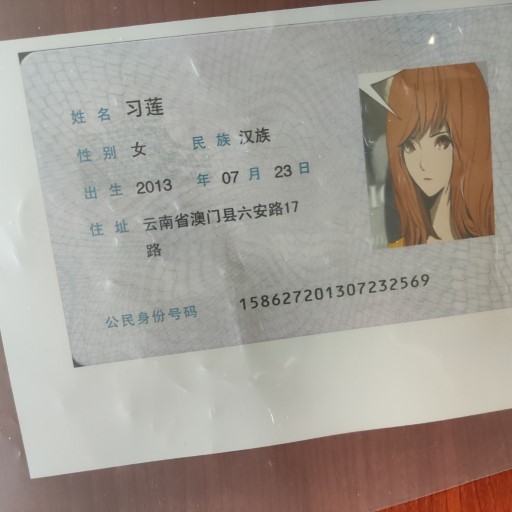 姓名 习莲
性别 女 民族 汉族
出生 2013 年 07 月 23 日
住址 云南省澳门县六安路17
路
公民身份号码 158627201307232569